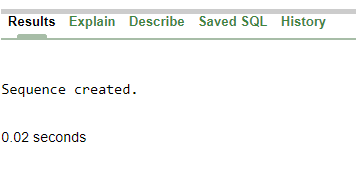 Results Explain Describe Saved SQL History
Sequence created.
0.02 seconds